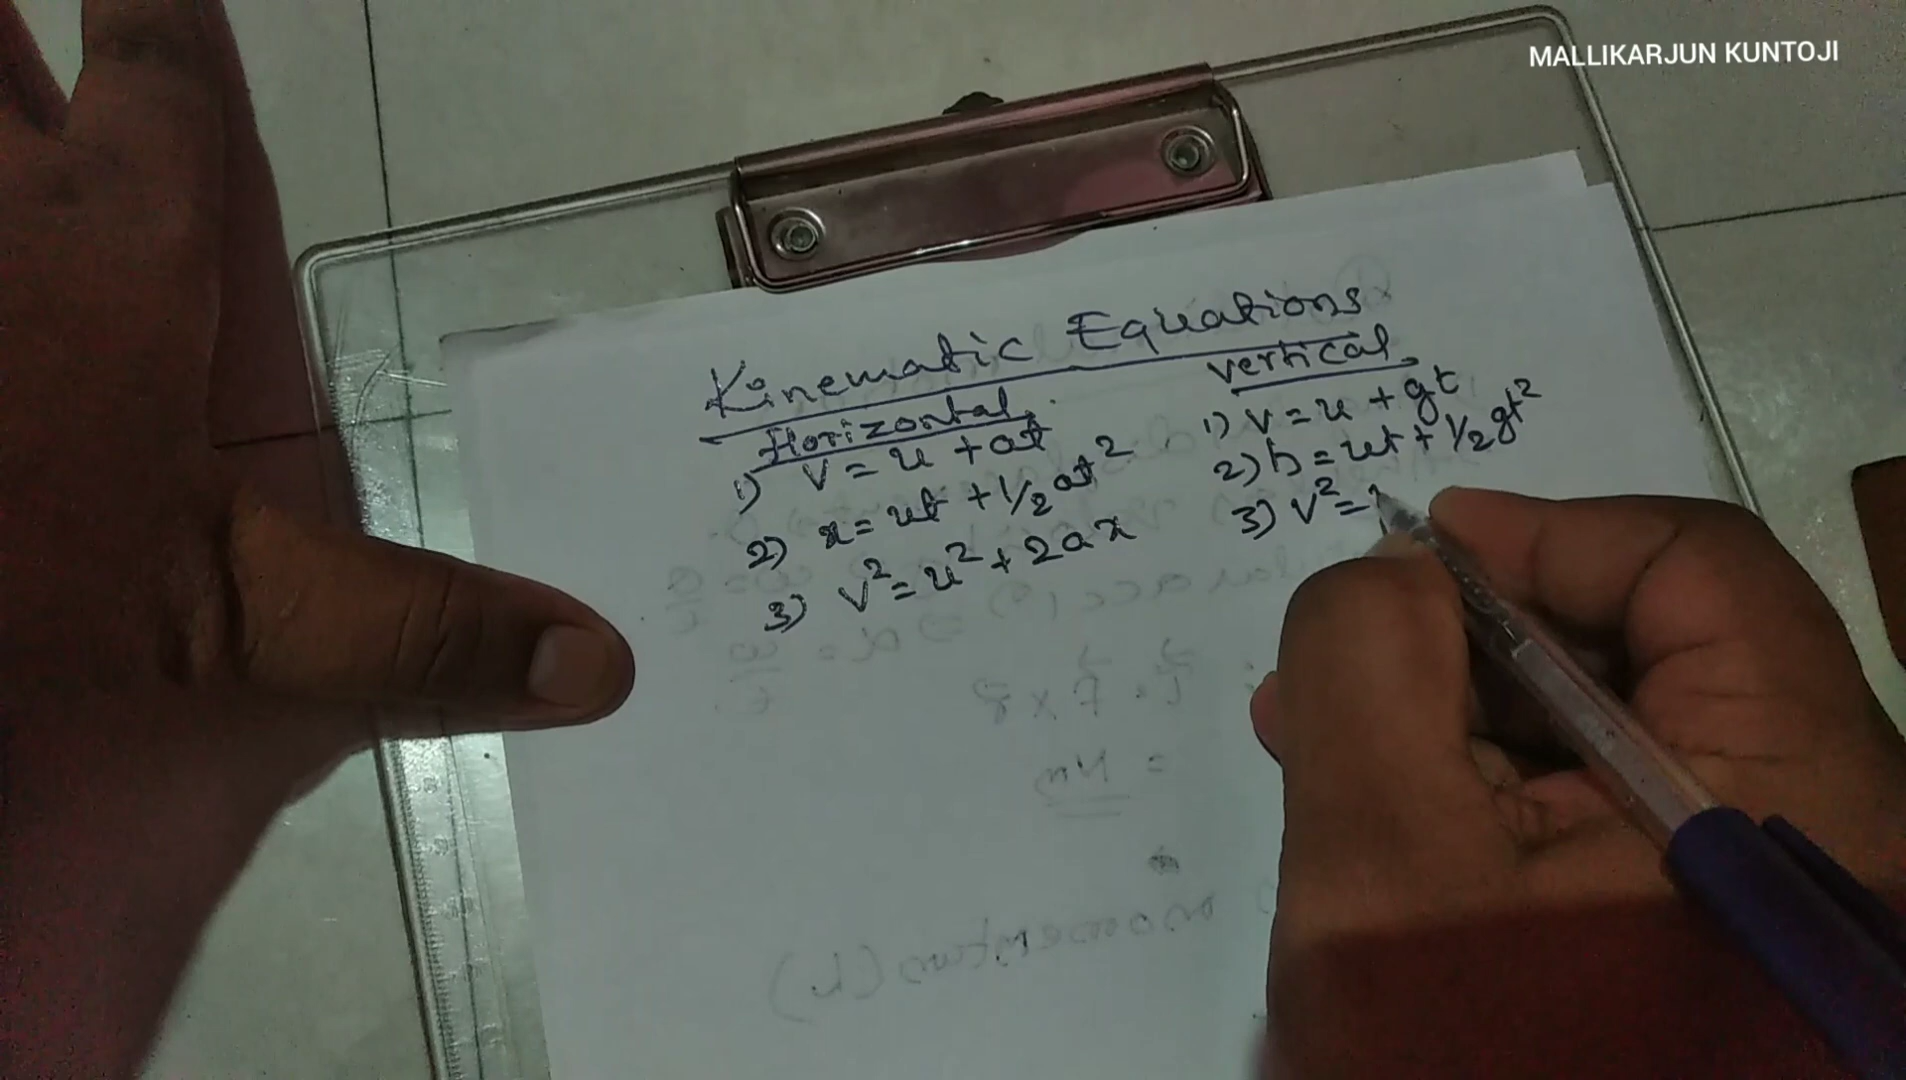 MALLIKARJUN KUNTOJI
Kinematic Equations
Horizontal
1) v = u + at
2) x = ut + 1/2 at²
3) v² = u² + 2ax
vertical
1) v = u + gt
2) h = ut + 1/2 gt²
3) v² =